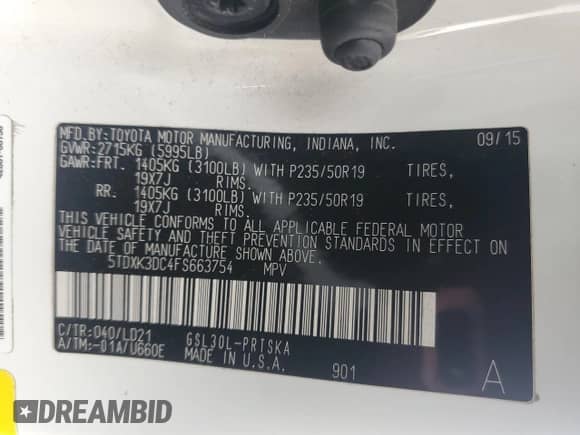 MFD.BY:TOYOTA MOTOR MANUFACTURING, INDIANA, INC. 09/15
GVWR:2715KG (5995LB)
GAWR:FRT. 1405KG (3100LB) WITH P235/50R19 TIRES,
19X7J RIMS.
RR. 1405KG (3100LB) WITH P235/50R19 TIRES,
19X7J RIMS.
THIS VEHICLE CONFORMS TO ALL APPLICABLE FEDERAL MOTOR
VEHICLE SAFETY AND THEFT PREVENTION STANDARDS IN EFFECT ON
THE DATE OF MANUFACTURE SHOWN ABOVE.
5TDXK3DC4FS663754 MPV
C/TR:040/LD21 GSL30L-PRTSKA
A/TM:-01A/U660E MADE IN U.S.A. 901 A
DREAMBID